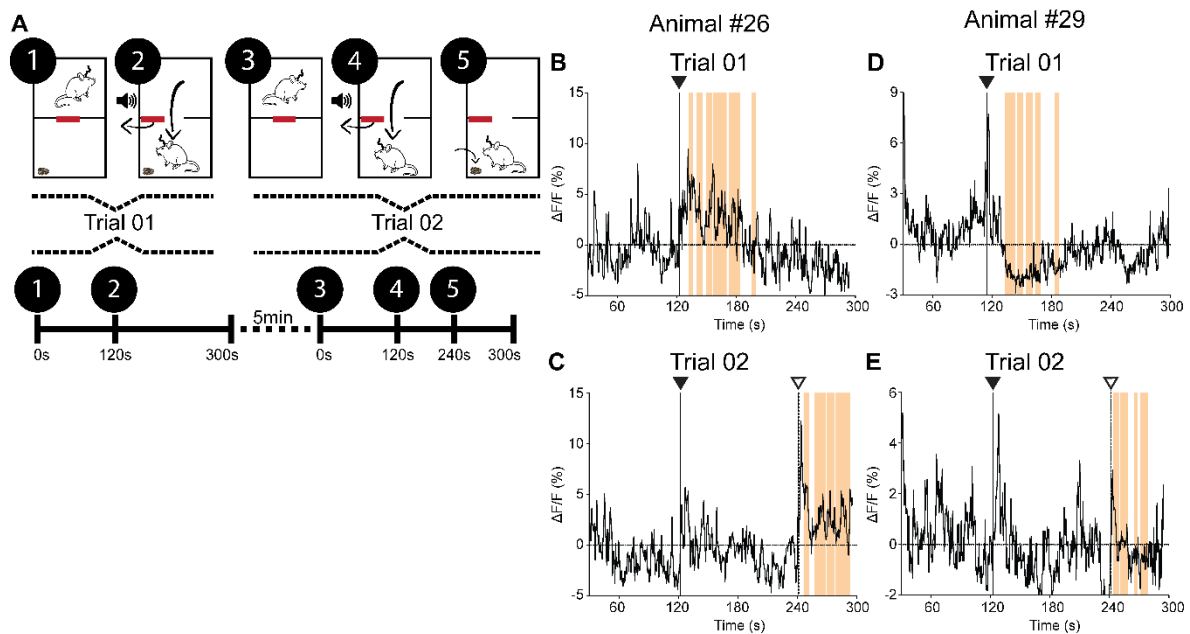 A
1
2
3
4
5
Trial 01
Trial 02
1
2
3
4
5
5min
0s
120s
300s
0s
120s
240s
300s
Animal #26
B
Trial 01
15
10
5
0
-5
ΔF/F (%)
60
120
180
240
300
Time (s)
C
Trial 02
15
10
5
0
-5
ΔF/F (%)
60
120
180
240
300
Time (s)
Animal #29
D
Trial 01
9
6
3
0
-3
ΔF/F (%)
60
120
180
240
300
Time (s)
E
Trial 02
6
4
2
0
-2
ΔF/F (%)
60
120
180
240
300
Time (s)